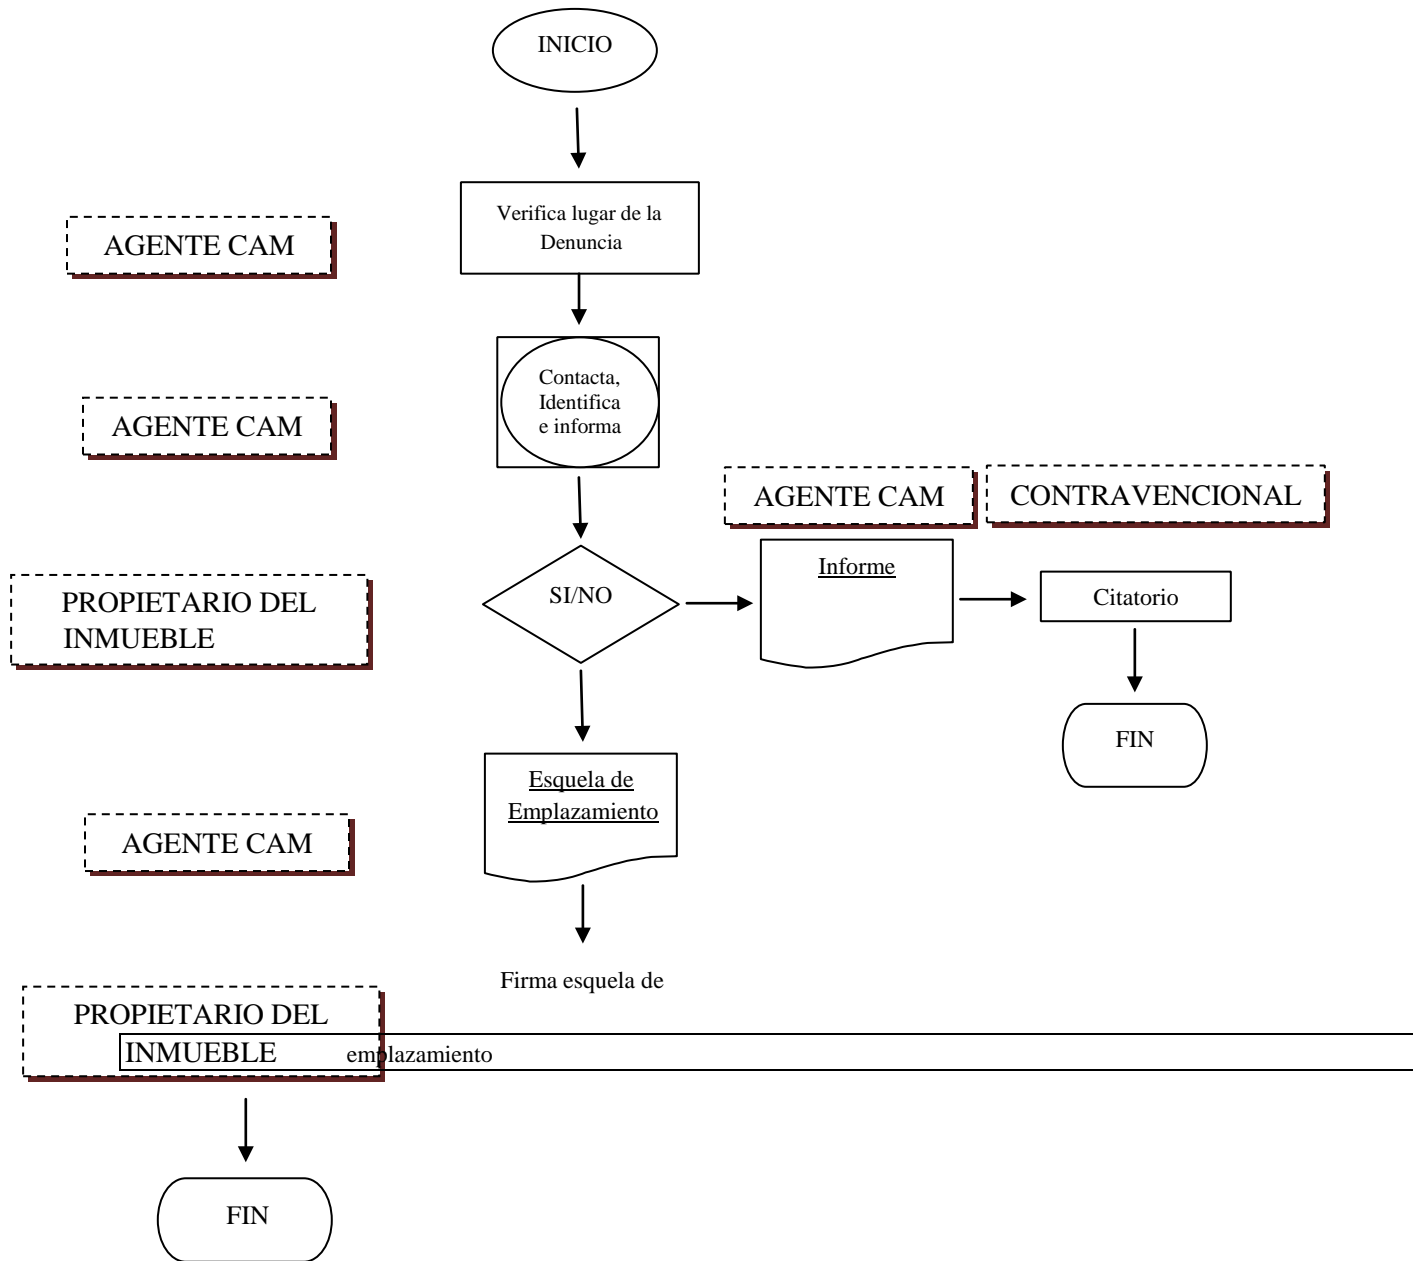 INICIO
Verifica lugar de la
Denuncia
AGENTE CAM
Contacta,
Identifica
e informa
AGENTE CAM
AGENTE CAM
CONTRAVENCIONAL
Informe
SI/NO
Citatorio
PROPIETARIO DEL
INMUEBLE
FIN
Esquela de
Emplazamiento
AGENTE CAM
Firma esquela de
PROPIETARIO DEL
INMUEBLE emplazamiento
FIN